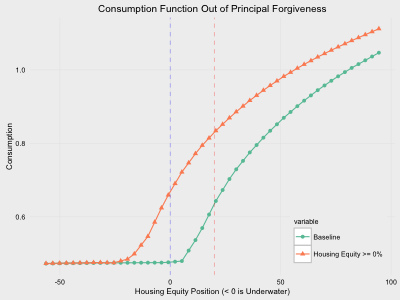 Consumption Function Out of Principal Forgiveness
Consumption
1.0
0.8
0.6
variable
Baseline
Housing Equity >= 0%
-50
0
50
100
Housing Equity Position (< 0 is Underwater)